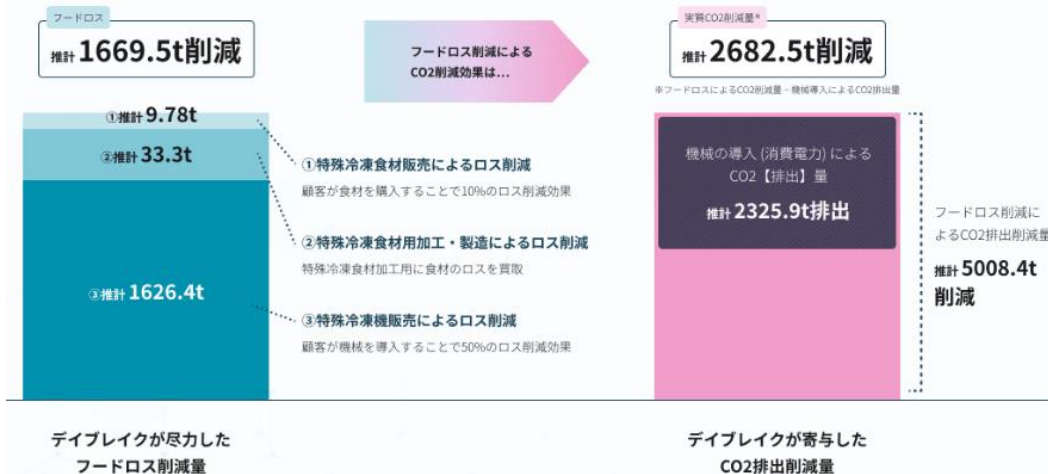 フードロス
推計1669.5t削減
①推計9.78t
②推計33.3t
③推計1626.4t
デイブレイクが尽力した
フードロス削減量
フードロス削減による
CO2削減効果は…
①特殊冷凍食材販売によるロス削減
顧客が食材を購入することで10%のロス削減効果
②特殊冷凍食材用加工・製造によるロス削減
特殊冷凍食材加工用に食材のロスを買取
③特殊冷凍機販売によるロス削減
顧客が機械を導入することで50%のロス削減効果
実質CO2削減量*
推計2682.5t削減
※フードロスによるCO2削減量－機械導入によるCO2排出量
機械の導入(消費電力)による
CO2【排出】量
推計2325.9t排出
フードロス削減に
よるCO2排出削減量
推計5008.4t
削減
デイブレイクが寄与した
CO2排出削減量